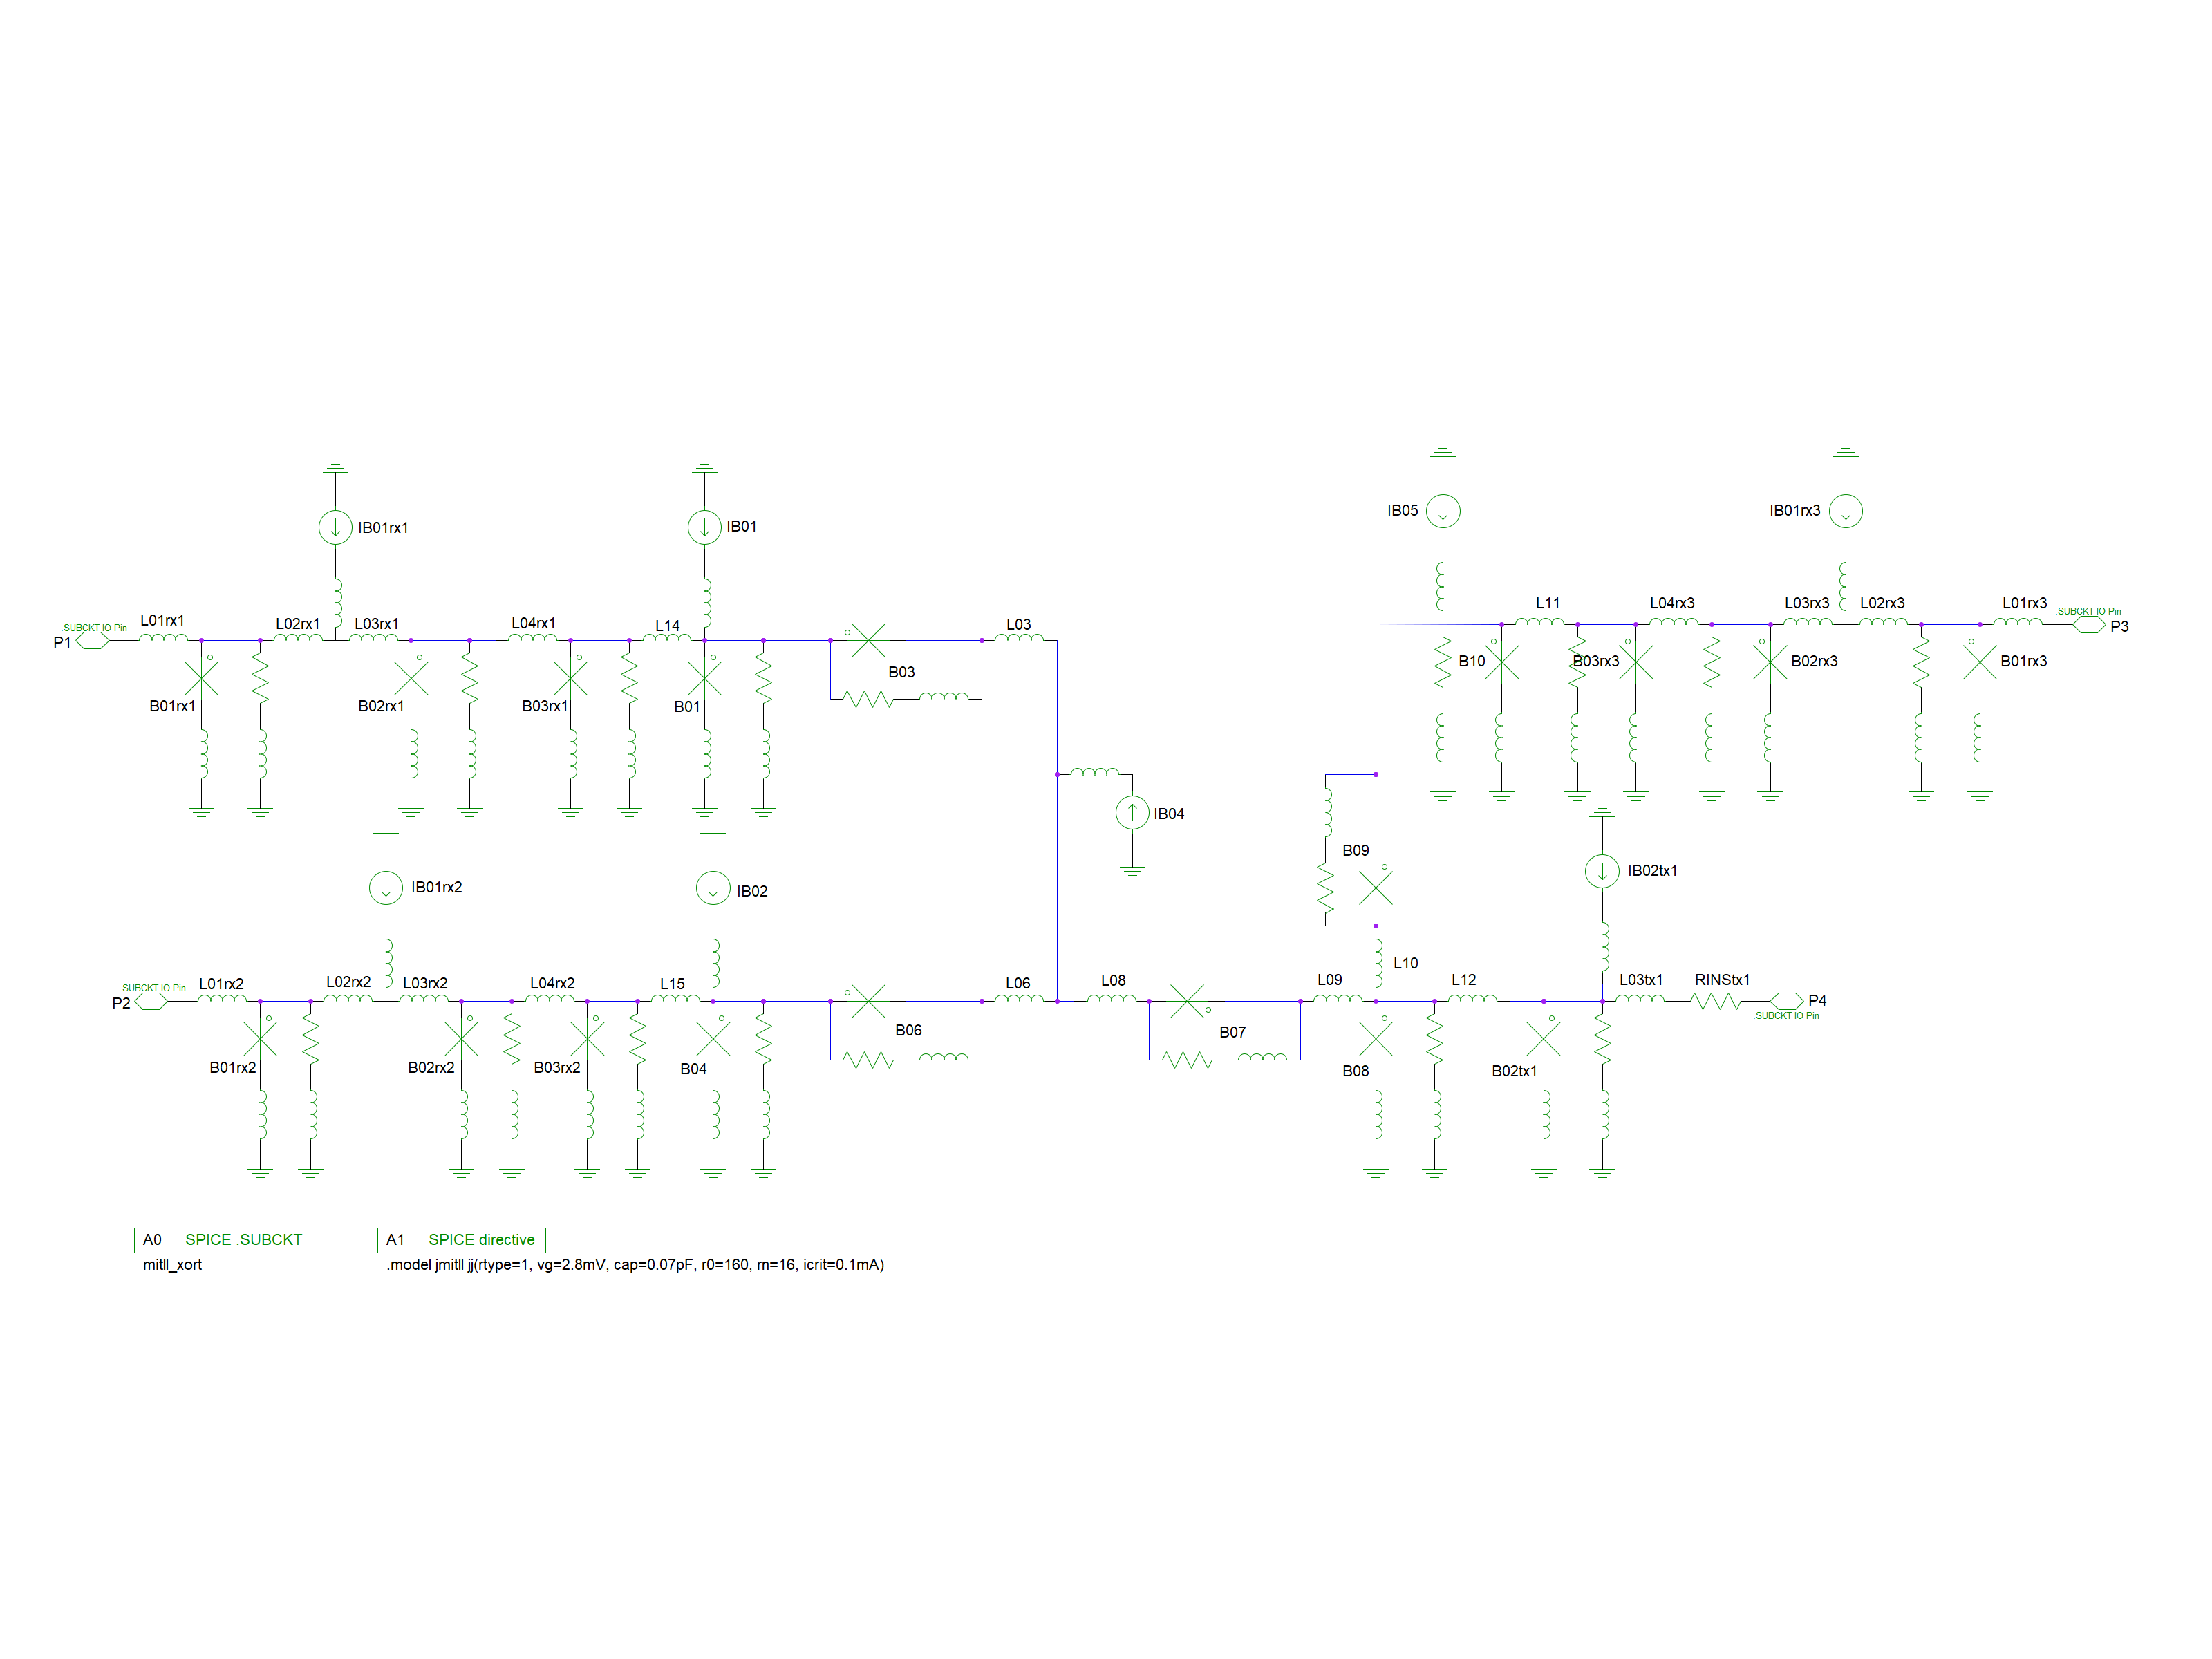 IB05
IB01rx3
IB01rx1
IB01
L11
L04rx3
L03rx3
L02rx3
L01rx3
.SUBCKT IO Pin
P3
.SUBCKT IO Pin
P1
L01rx1
L02rx1
L03rx1
L04rx1
L14
L03
B10
B03rx3
B02rx3
B01rx3
B03
B01rx1
B02rx1
B03rx1
B01
IB04
B09
IB02tx1
IB01rx2
IB02
L10
.SUBCKT IO Pin
P2
L01rx2
L02rx2
L03rx2
L04rx2
L15
L06
L08
L09
L12
L03tx1
RINStx1
P4
.SUBCKT IO Pin
B06
B07
B01rx2
B02rx2
B03rx2
B04
B08
B02tx1
A0 SPICE .SUBCKT
mitll_xort
A1 SPICE directive
.model jmitll jj(rtype=1, vg=2.8mV, cap=0.07pF, r0=160, rn=16, icrit=0.1mA)